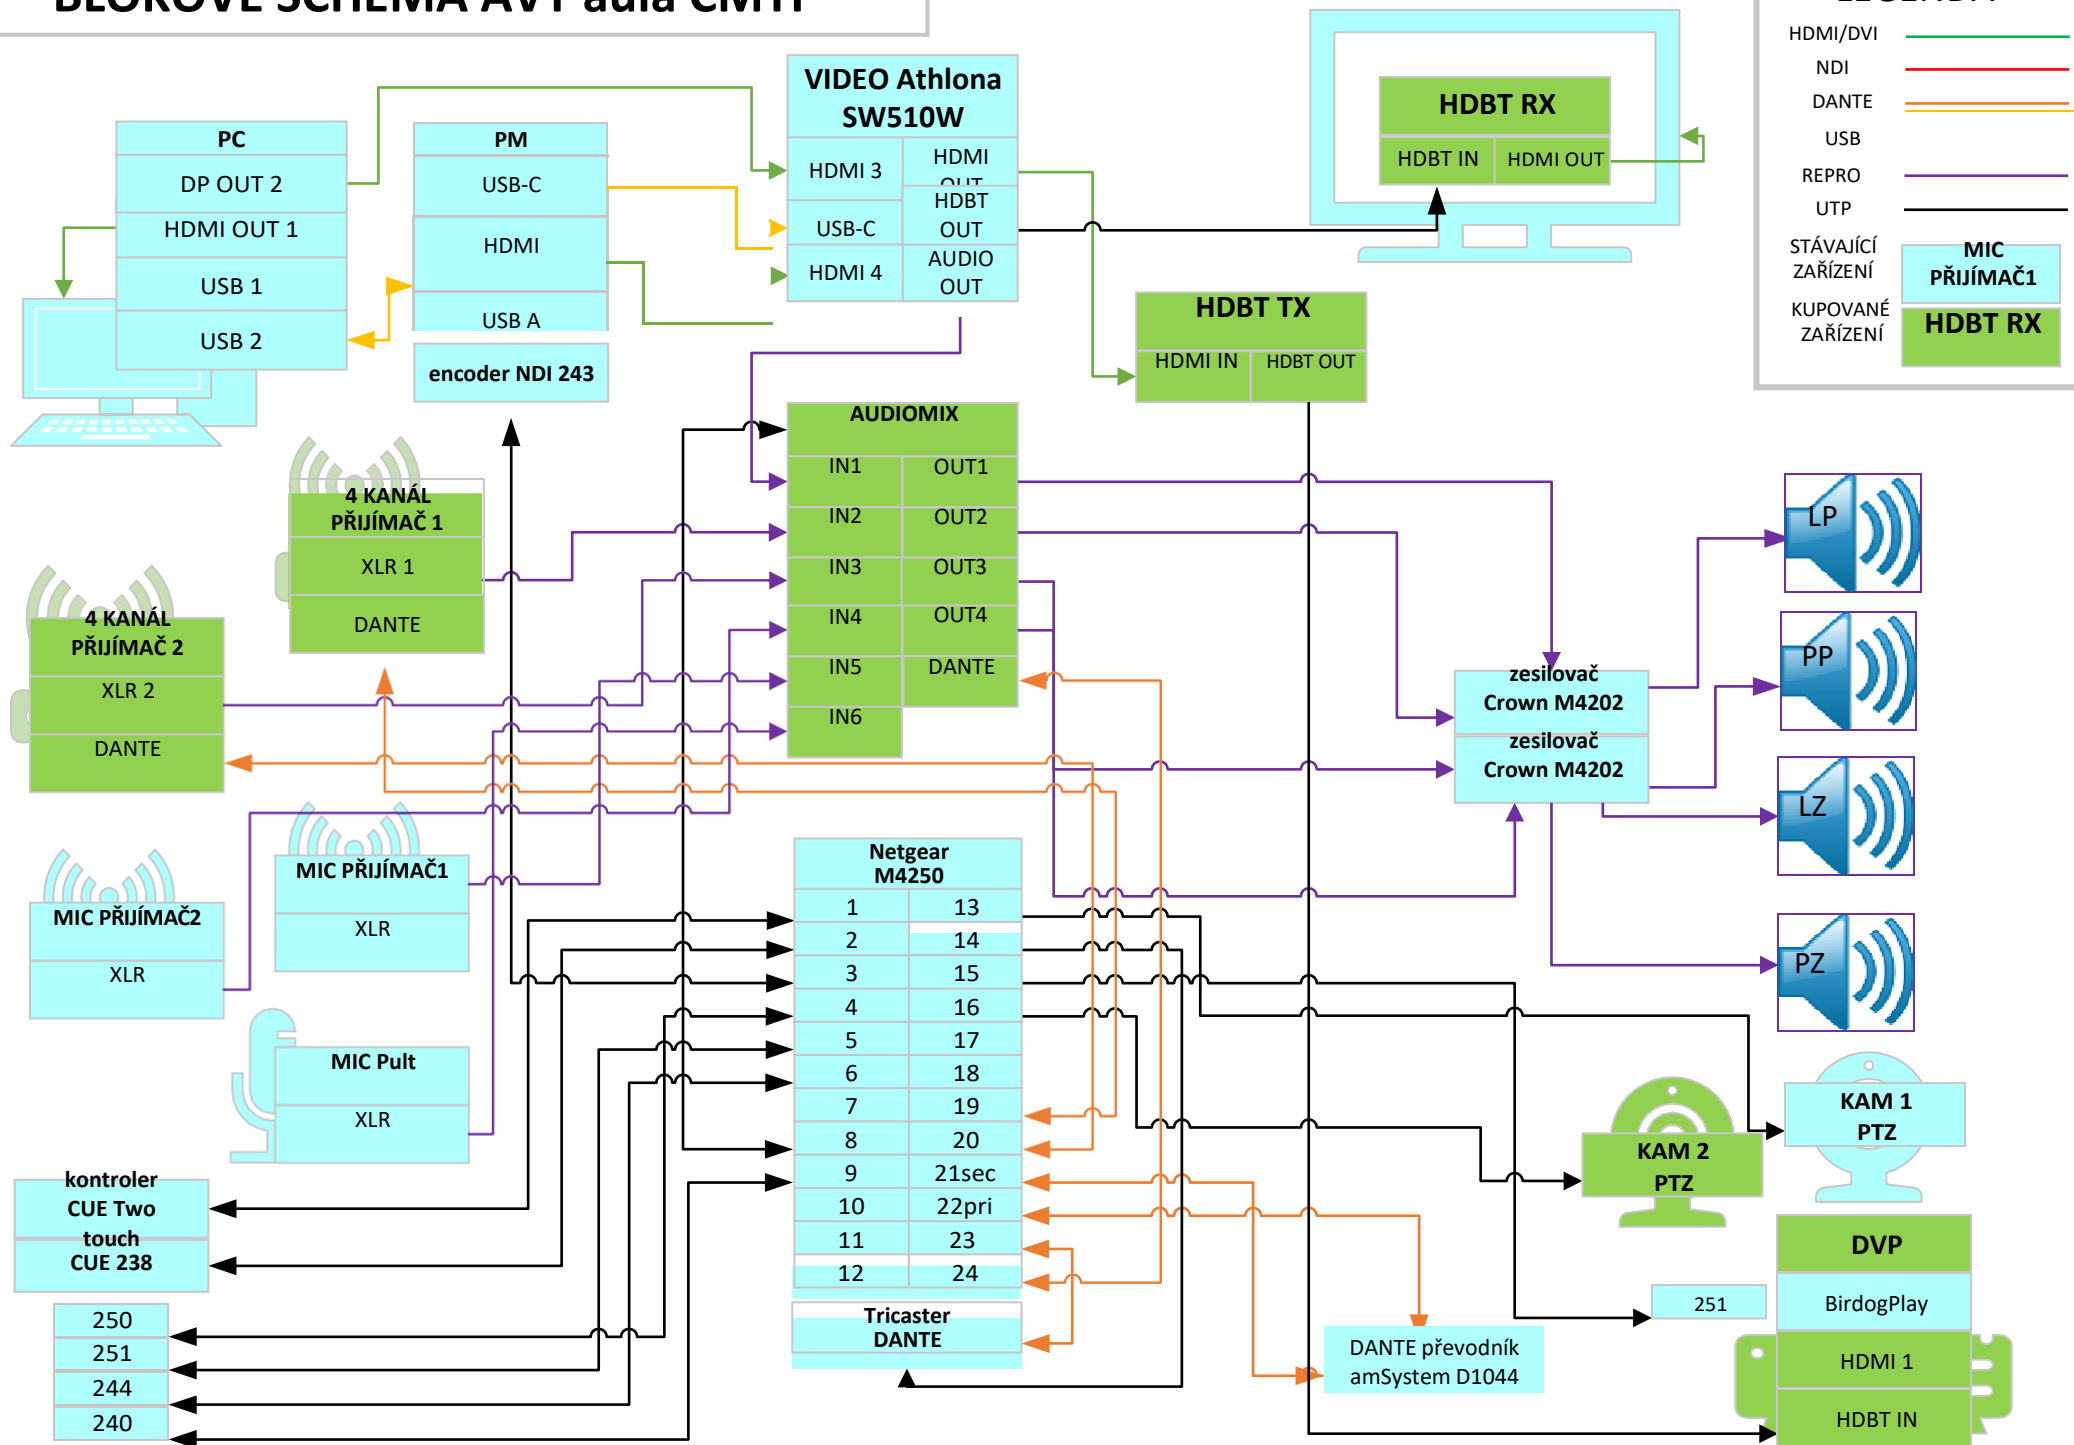 BLOKOVÉ SCHÉMA AVT aula CMTF
LEGENDA
HDMI/DVI
NDI
DANTE
USB
REPRO
UTP
STÁVAJÍCÍ
ZAŘÍZENÍ
MIC
PŘIJÍMAČ1
KUPOVANÉ
ZAŘÍZENÍ
HDBT RX
PC
DP OUT 2
HDMI OUT 1
USB 1
USB 2
PM
USB-C
HDMI
USB A
encoder NDI 243
VIDEO Athlona
SW510W
HDMI 3
HDMI
OUT
USB-C
HDBT
OUT
HDMI 4
AUDIO
OUT
HDBT RX
HDBT IN
HDMI OUT
HDBT TX
HDMI IN
HDBT OUT
AUDIOMIX
IN1
OUT1
IN2
OUT2
IN3
OUT3
IN4
OUT4
IN5
DANTE
IN6
4 KANÁL
PŘIJÍMAČ 1
XLR 1
DANTE
4 KANÁL
PŘIJÍMAČ 2
XLR 2
DANTE
zesilovač
Crown M4202
zesilovač
Crown M4202
LP
PP
LZ
PZ
MIC PŘIJÍMAČ1
XLR
MIC PŘIJÍMAČ2
XLR
MIC Pult
XLR
Netgear
M4250
1 13
2 14
3 15
4 16
5 17
6 18
7 19
8 20
9 21sec
10 22pri
11 23
12 24
Tricaster
DANTE
kontroler
CUE Two
touch
CUE 238
250
251
244
240
DANTE převodník
amSystem D1044
KAM 1
PTZ
KAM 2
PTZ
251
DVP
BirdogPlay
HDMI 1
HDBT IN